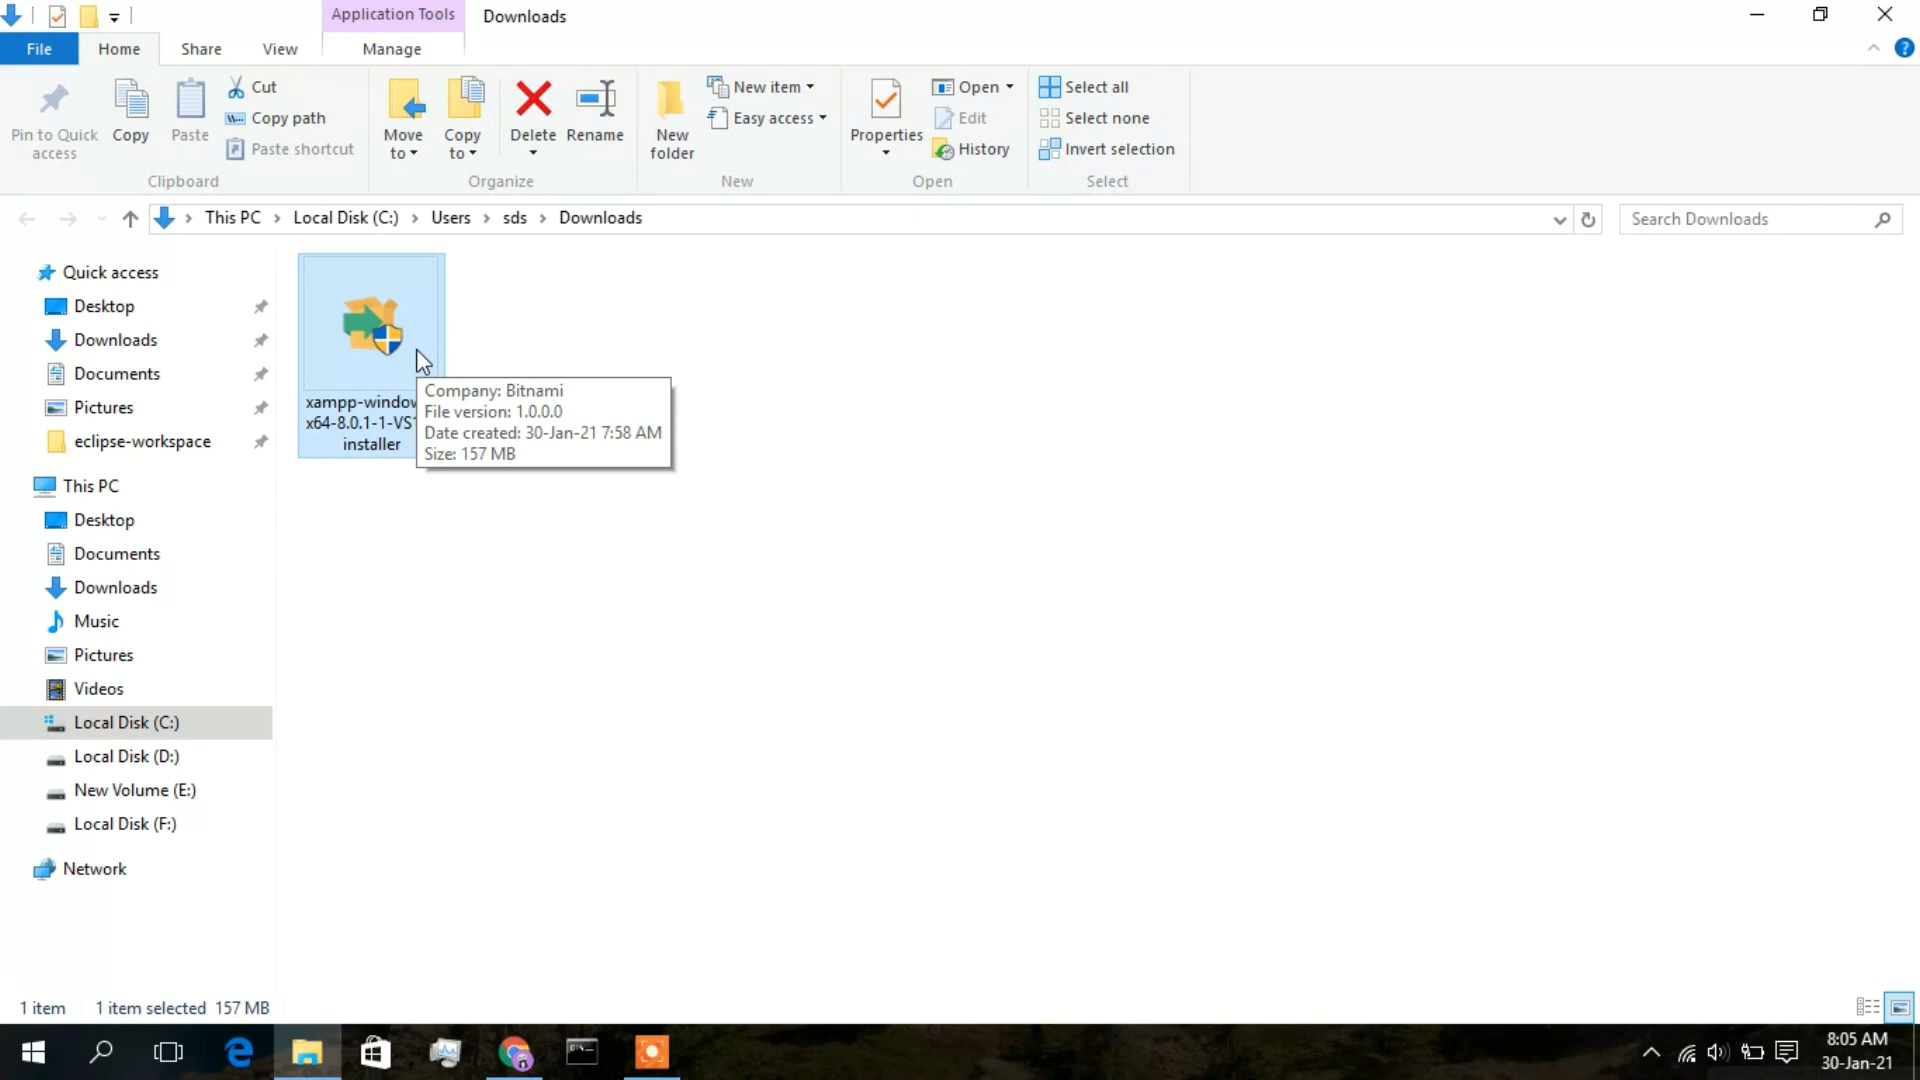 Application Tools
Downloads
File
Home
Share
View
Manage
Pin to Quick
access
Copy
Paste
Cut
Copy path
Paste shortcut
Clipboard
Move
to
Copy
to
Delete
Rename
Organize
New
folder
New item
Easy access
New
Properties
Open
Edit
History
Open
Select all
Select none
Invert selection
Select
This PC
Local Disk (C:)
Users
sds
Downloads
Search Downloads
Quick access
Desktop
Downloads
Documents
Pictures
eclipse-workspace
This PC
Desktop
Documents
Downloads
Music
Pictures
Videos
Local Disk (C:)
Local Disk (D:)
New Volume (E:)
Local Disk (F:)
Network
x64-8.0.1-1-
installer
Company: Bitnami
File version: 1.0.0.0
Date created: 30-Jan-21 7:58 AM
Size: 157 MB
1 item
1 item selected 157 MB
8:05 AM
30-Jan-21